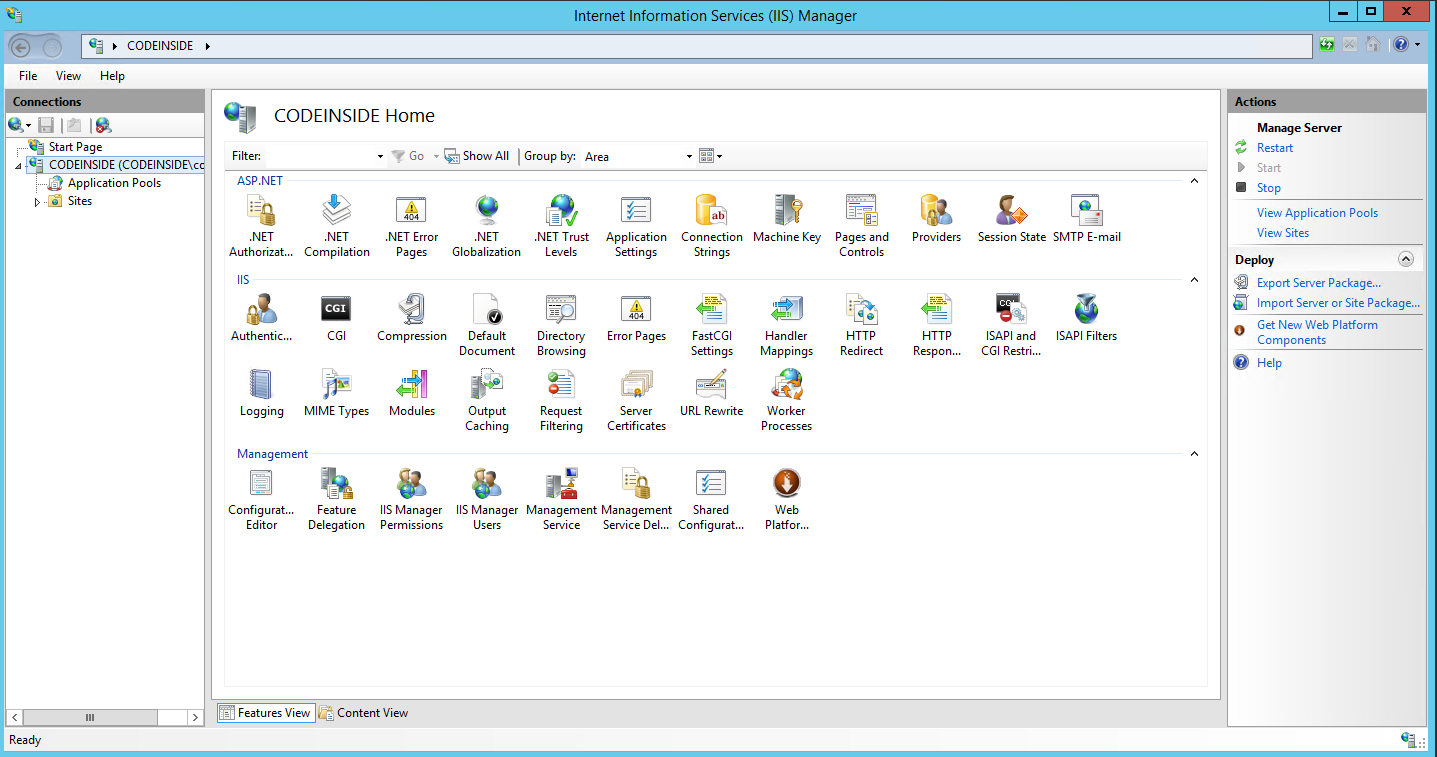 Internet Information Services (IIS) Manager
CODEINSIDE
File View Help
Connections
Start Page
CODEINSIDE (CODEINSIDE\cc
Application Pools
Sites
CODEINSIDE Home
Filter: Go Show All Group by: Area
ASP.NET
.NET Authorizat...
.NET Compilation
.NET Error Pages
.NET Globalization
.NET Trust Levels
Application Settings
Connection Strings
Machine Key
Pages and Controls
Providers
Session State
SMTP E-mail
IIS
Authentic...
CGI
Compression
Default Document
Directory Browsing
Error Pages
FastCGI Settings
Handler Mappings
HTTP Redirect
HTTP Respon...
ISAPI and CGI Restri...
ISAPI Filters
Logging
MIME Types
Modules
Output Caching
Request Filtering
Server Certificates
URL Rewrite
Worker Processes
Management
Configurat... Editor
Feature Delegation
IIS Manager Permissions
IIS Manager Users
Management Service
Management Service Del...
Shared Configurat...
Web Platfor...
Features View Content View
Actions
Manage Server
Restart
Start
Stop
View Application Pools
View Sites
Deploy
Export Server Package...
Import Server or Site Package...
Get New Web Platform
Components
Help
Ready